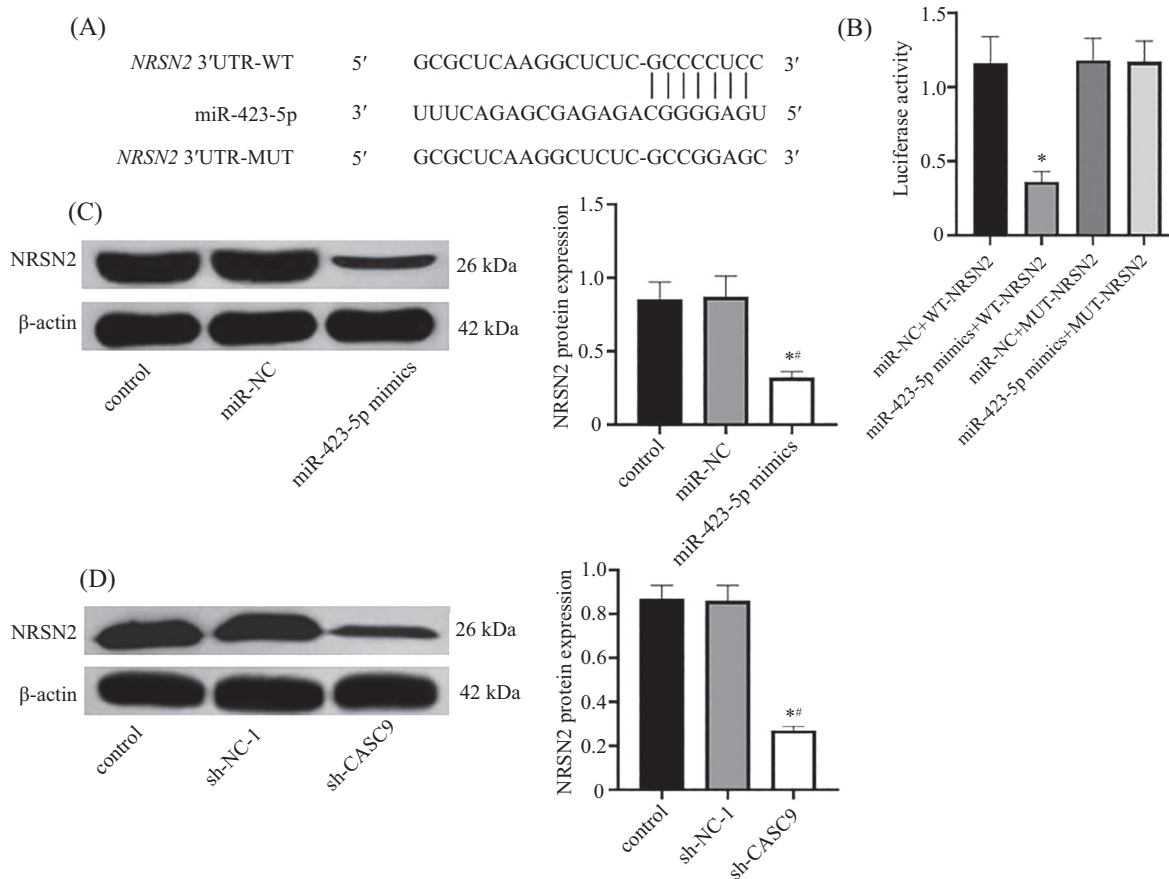 (A)
NRSN2 3′UTR-WT 5′ GCGCUCAAGGCUCUC-GCCCCUCC 3′
miR-423-5p 3′ UUUCAGAGCGAGAGACGGGGAGU 5′
NRSN2 3′UTR-MUT 5′ GCGCUCAAGGCUCUC-GCCGGAGC 3′
(B)
Luciferase activity
1.5
1.0
0.5
0
*
miR-NC+WT-NRSN2
miR-423-5p mimics+WT-NRSN2
miR-NC+MUT-NRSN2
miR-423-5p mimics+MUT-NRSN2
(C)
NRSN2 26 kDa
β-actin 42 kDa
control
miR-NC
miR-423-5p mimics
NRSN2 protein expression
1.5
1.0
0.5
0
*#
control
miR-NC
miR-423-5p mimics
(D)
NRSN2 26 kDa
β-actin 42 kDa
control
sh-NC-1
sh-CASC9
NRSN2 protein expression
1.0
0.8
0.6
0.4
0.2
0
*#
control
sh-NC-1
sh-CASC9